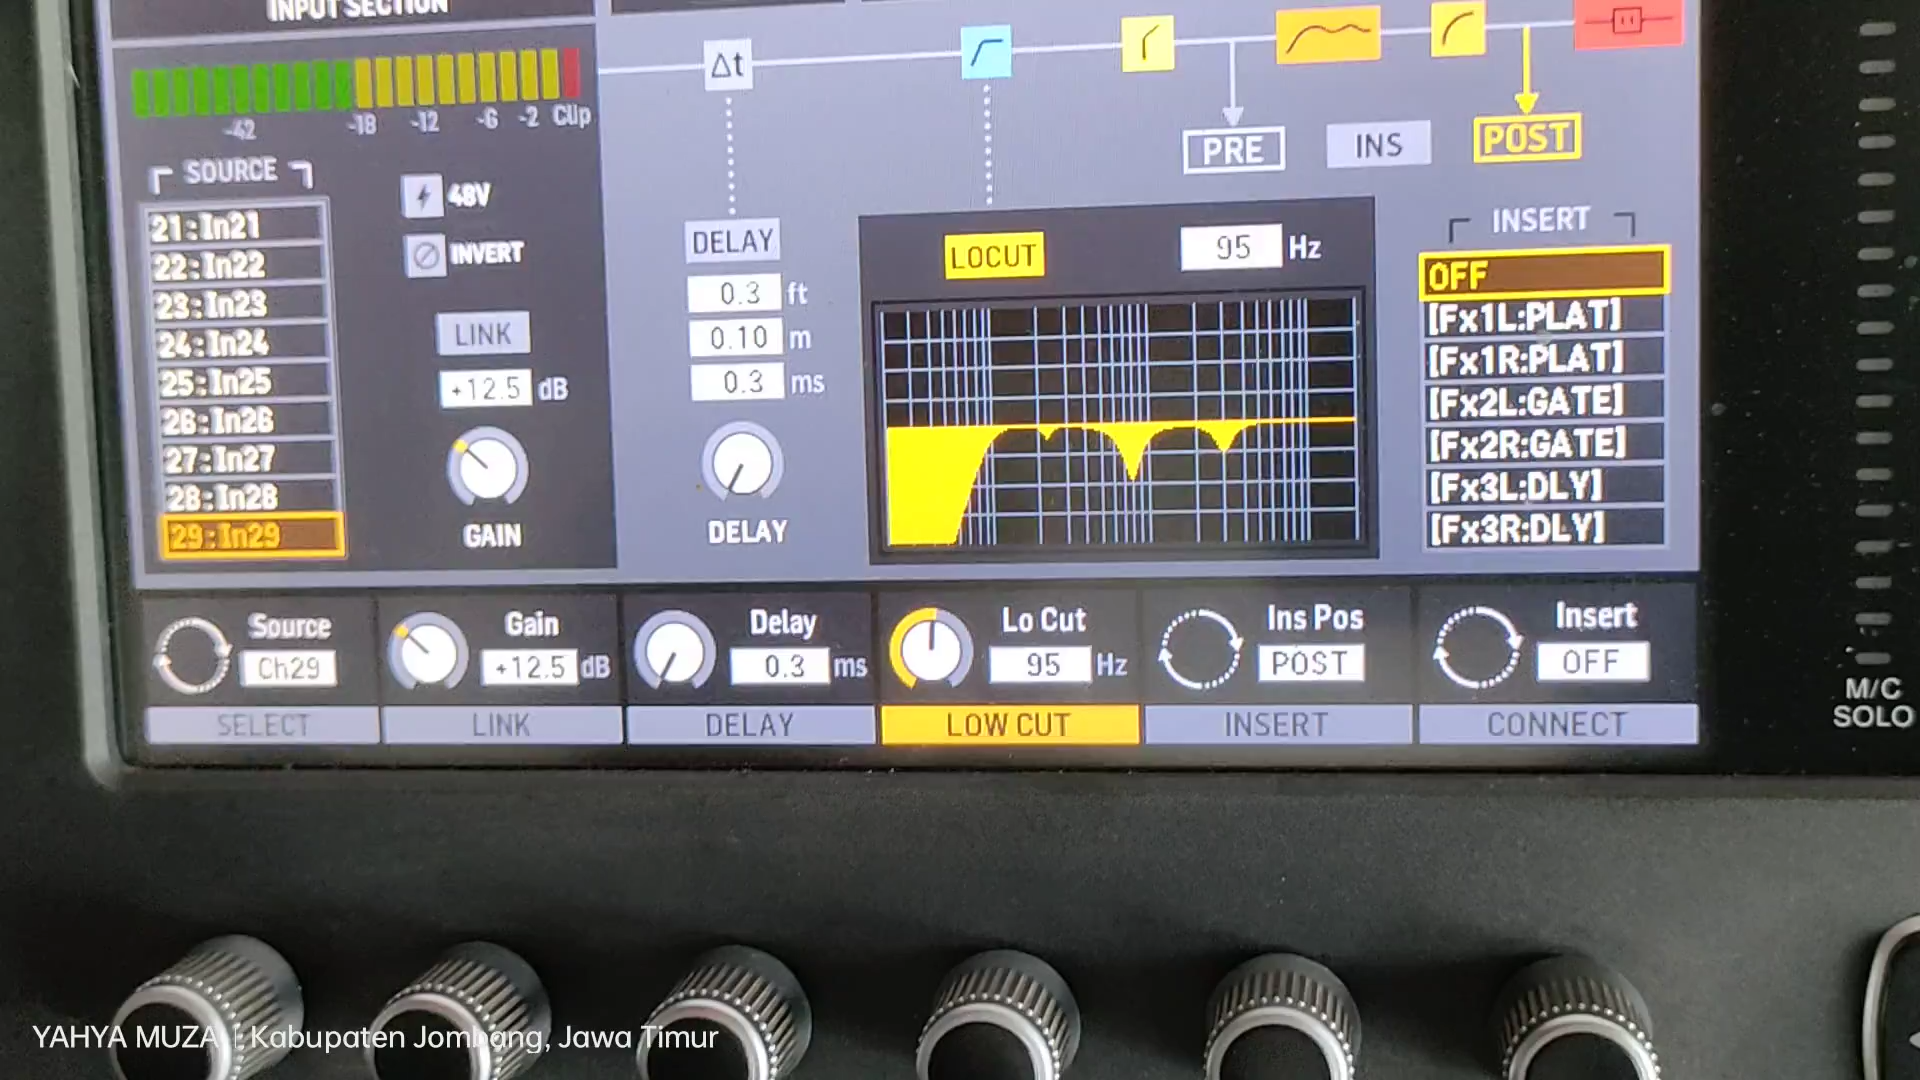 INPUT SECTION
-42 -18 -12 -6 -2 Clip
Δt
PRE INS POST
SOURCE
21:In21
22:In22
23:In23
24:In24
25:In25
26:In26
27:In27
28:In28
29:In29
48V
INVERT
LINK
+12.5 dB
GAIN
DELAY
0.3 ft
0.10 m
0.3 ms
DELAY
LOCUT 95 Hz
INSERT
OFF
[Fx1L:PLAT]
[Fx1R:PLAT]
[Fx2L:GATE]
[Fx2R:GATE]
[Fx3L:DLY]
[Fx3R:DLY]
Source
Ch29
SELECT
Gain
+12.5 dB
LINK
Delay
0.3 ms
DELAY
Lo Cut
95 Hz
LOW CUT
Ins Pos
POST
INSERT
Insert
OFF
CONNECT
M/C
SOLO
YAHYA MUZA | Kabupaten Jombang, Jawa Timur